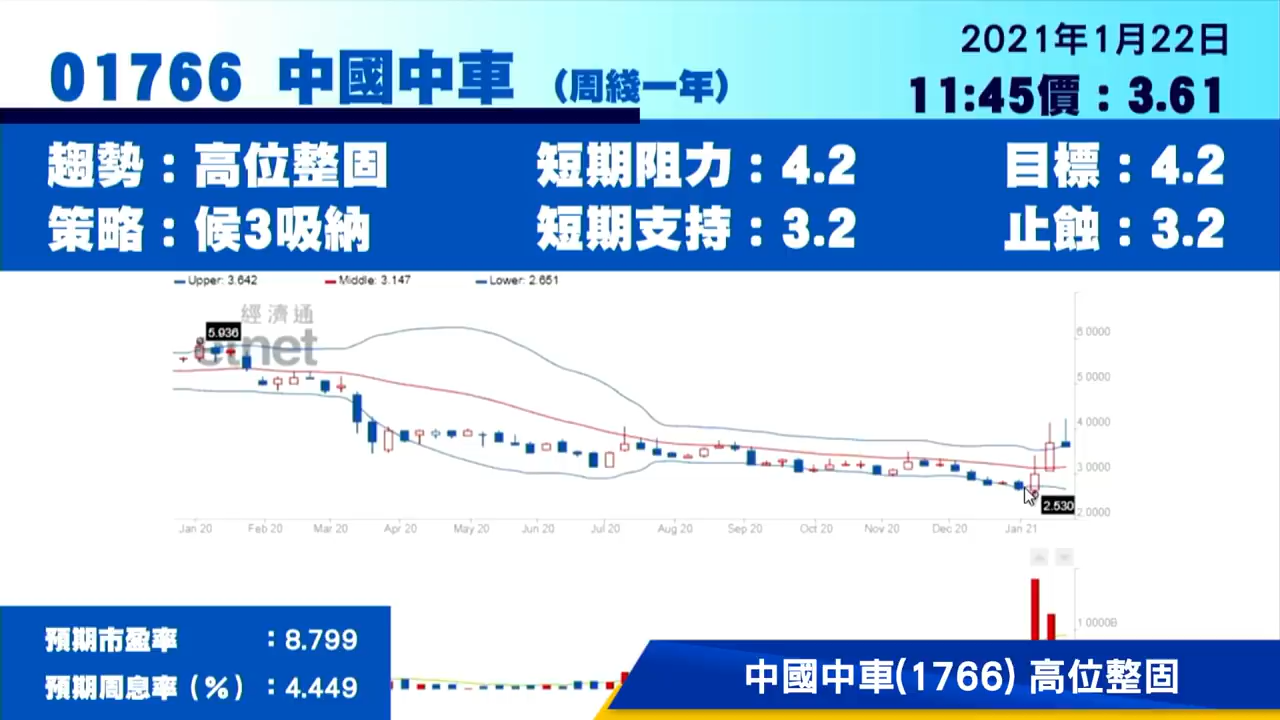 01766 中國中車 (周綫一年)
2021年1月22日
11:45價：3.61
趨勢：高位整固 短期阻力：4.2 目標：4.2
策略：候3吸納 短期支持：3.2 止蝕：3.2
Upper: 3.642 Middle: 3.147 Lower: 2.651
經濟通
etnet
5.936
6.0000
5.0000
4.0000
3.0000
2.530
2.0000
Jan 20 Feb 20 Mar 20 Apr 20 May 20 Jun 20 Jul 20 Aug 20 Sep 20 Oct 20 Nov 20 Dec 20 Jan 21
1.0000B
預期市盈率 ：8.799
預期周息率（%）：4.449
中國中車(1766) 高位整固